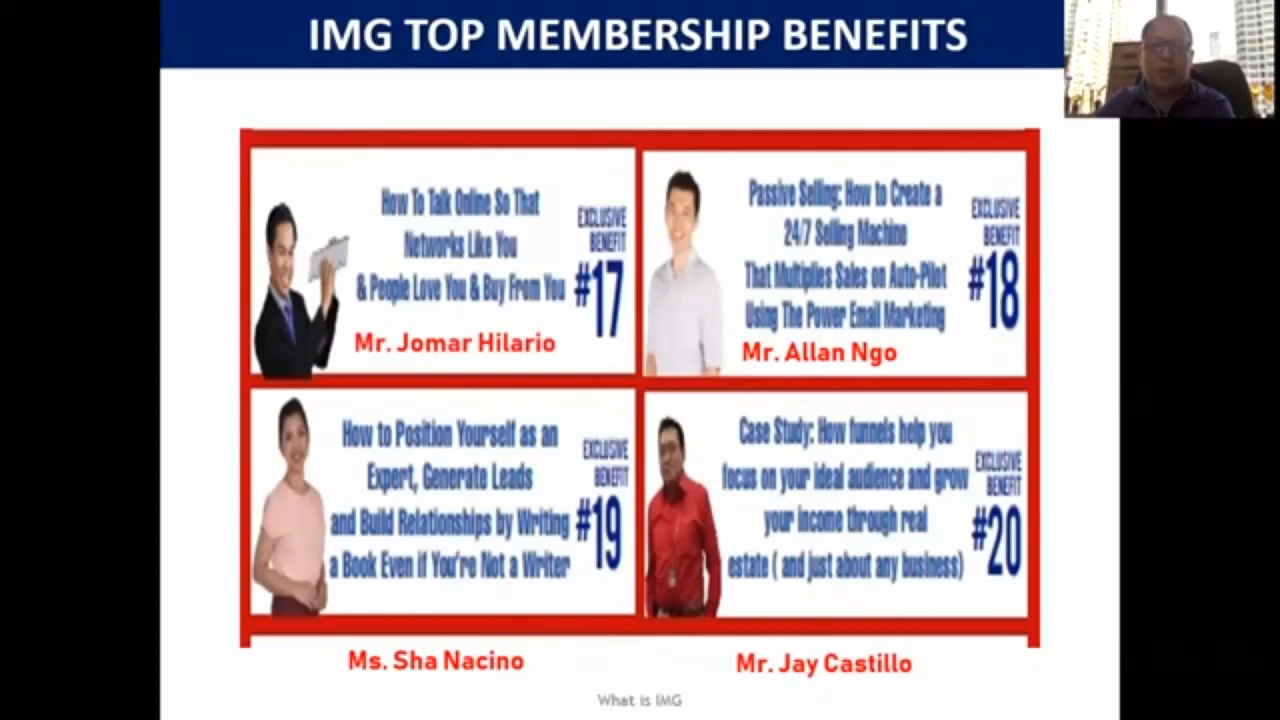 IMG TOP MEMBERSHIP BENEFITS
How To Talk Online So That
Networks Like You
& People Love You & Buy From You
EXCLUSIVE
BENEFIT
#17
Mr. Jomar Hilario
Passive Selling: How to Create a
24/7 Selling Machine
That Multiplies Sales on Auto-Pilot
Using The Power Email Marketing
EXCLUSIVE
BENEFIT
#18
Mr. Allan Ngo
How to Position Yourself as an
Expert, Generate Leads
and Build Relationships by Writing
a Book Even if You're Not a Writer
EXCLUSIVE
BENEFIT
#19
Case Study: How funnels help you
focus on your ideal audience and grow
your income through real
estate ( and just about any business)
EXCLUSIVE
BENEFIT
#20
Ms. Sha Nacino
Mr. Jay Castillo
What is IMG